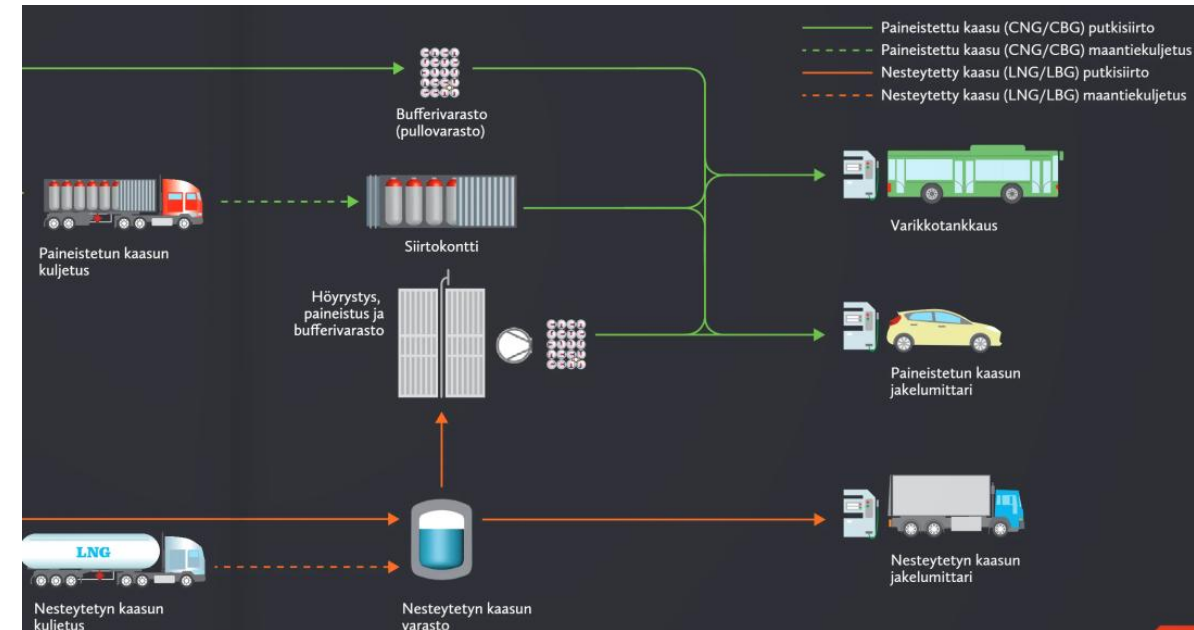 Paineistettu kaasu (CNG/CBG) putkisiirto
Paineistettu kaasu (CNG/CBG) maantiekuljetus
Nesteytetty kaasu (LNG/LBG) putkisiirto
Nesteytetty kaasu (LNG/LBG) maantiekuljetus
Bufferivarasto
(pullovarasto)
Varikkotankkaus
Paineistetun kaasun
kuljetus
Siirtokontti
Höyrystys,
paineistus ja
bufferivarasto
Paineistetun kaasun
jakelumittari
LNG
Nesteytetyn kaasun
jakelumittari
Nesteytetyn kaasun
kuljetus
Nesteytetyn kaasun
varasto